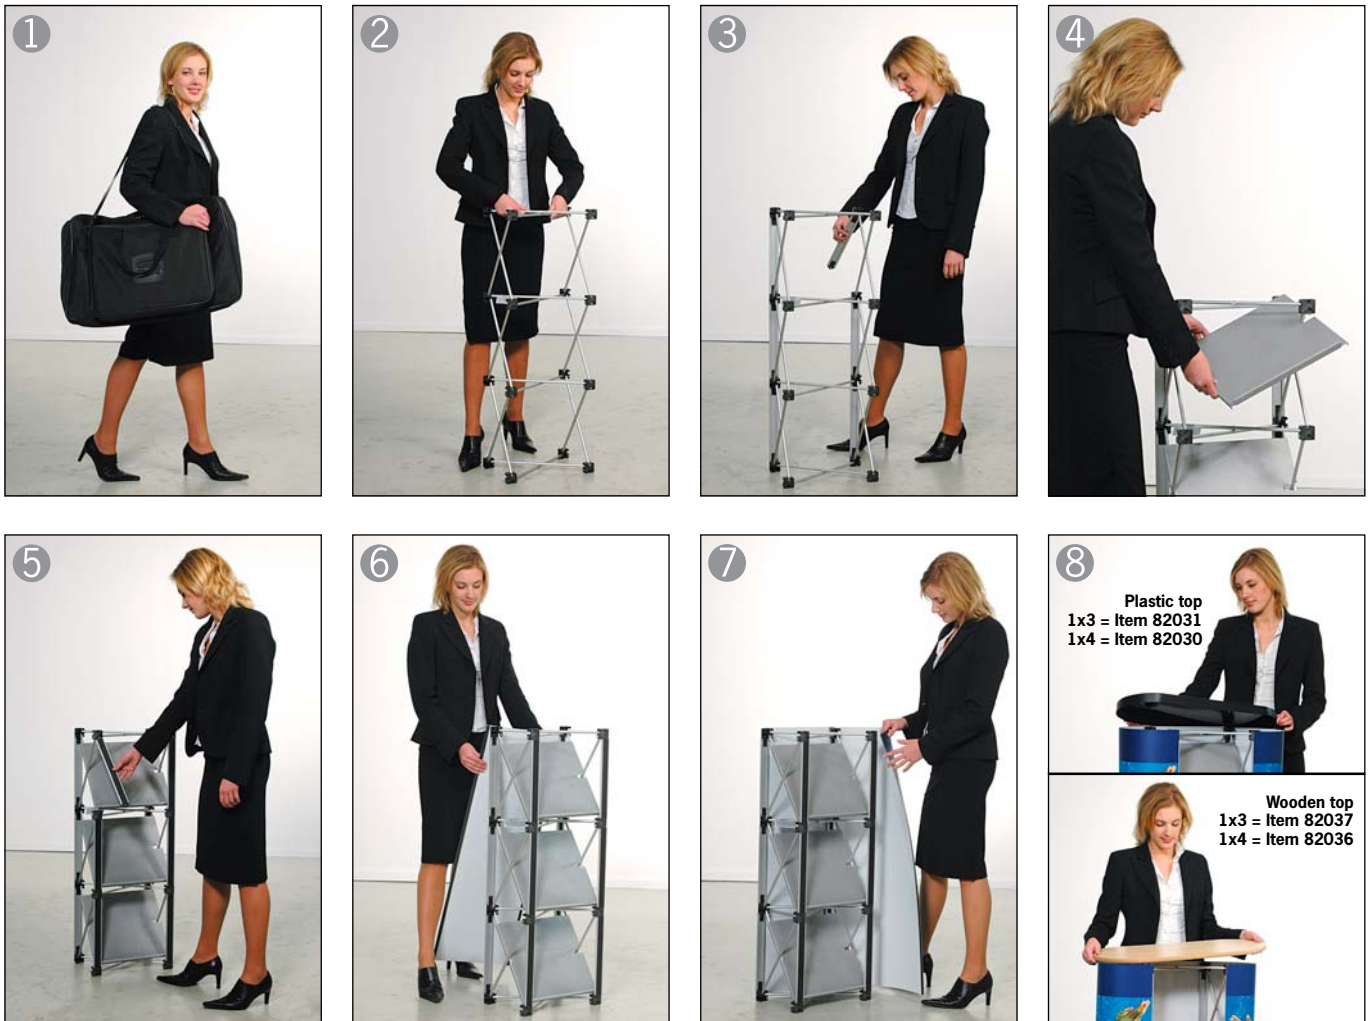 1
2
3
4
5
6
7
8
Plastic top
1x3 = Item 82031
1x4 = Item 82030
Wooden top
1x3 = Item 82037
1x4 = Item 82036